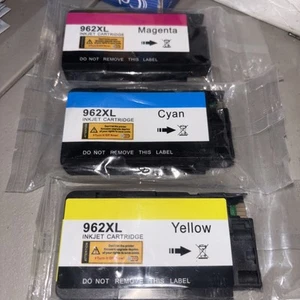 962XL
INKJET CARTRIDGE
Magenta
DO NOT REMOVE THIS LABEL
962XL
INKJET CARTRIDGE
Cyan
DO NOT REMOVE THIS LABEL
962XL
INKJET CARTRIDGE
Yellow
DO NOT REMOVE THIS LABEL